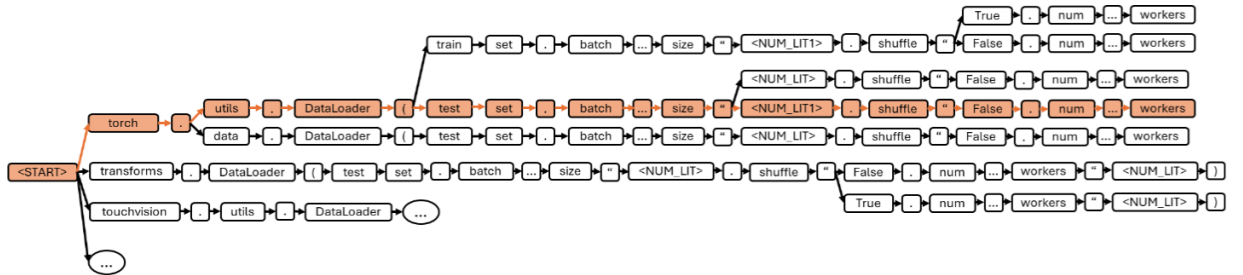 True . num ... workers
train set . batch ... size “ <NUM_LIT1> . shuffle “ False . num ... workers
<NUM_LIT> . shuffle “ False . num ... workers
torch . utils . DataLoader ( test set . batch ... size “ <NUM_LIT1> . shuffle “ False . num ... workers
data . DataLoader ( test set . batch ... size “ <NUM_LIT> . shuffle “ False . num ... workers
<START> transforms . DataLoader ( test set . batch ... size “ <NUM_LIT> . shuffle “ False . num ... workers “ <NUM_LIT> )
True . num ... workers “ <NUM_LIT> )
touchvision . utils . DataLoader ...
...